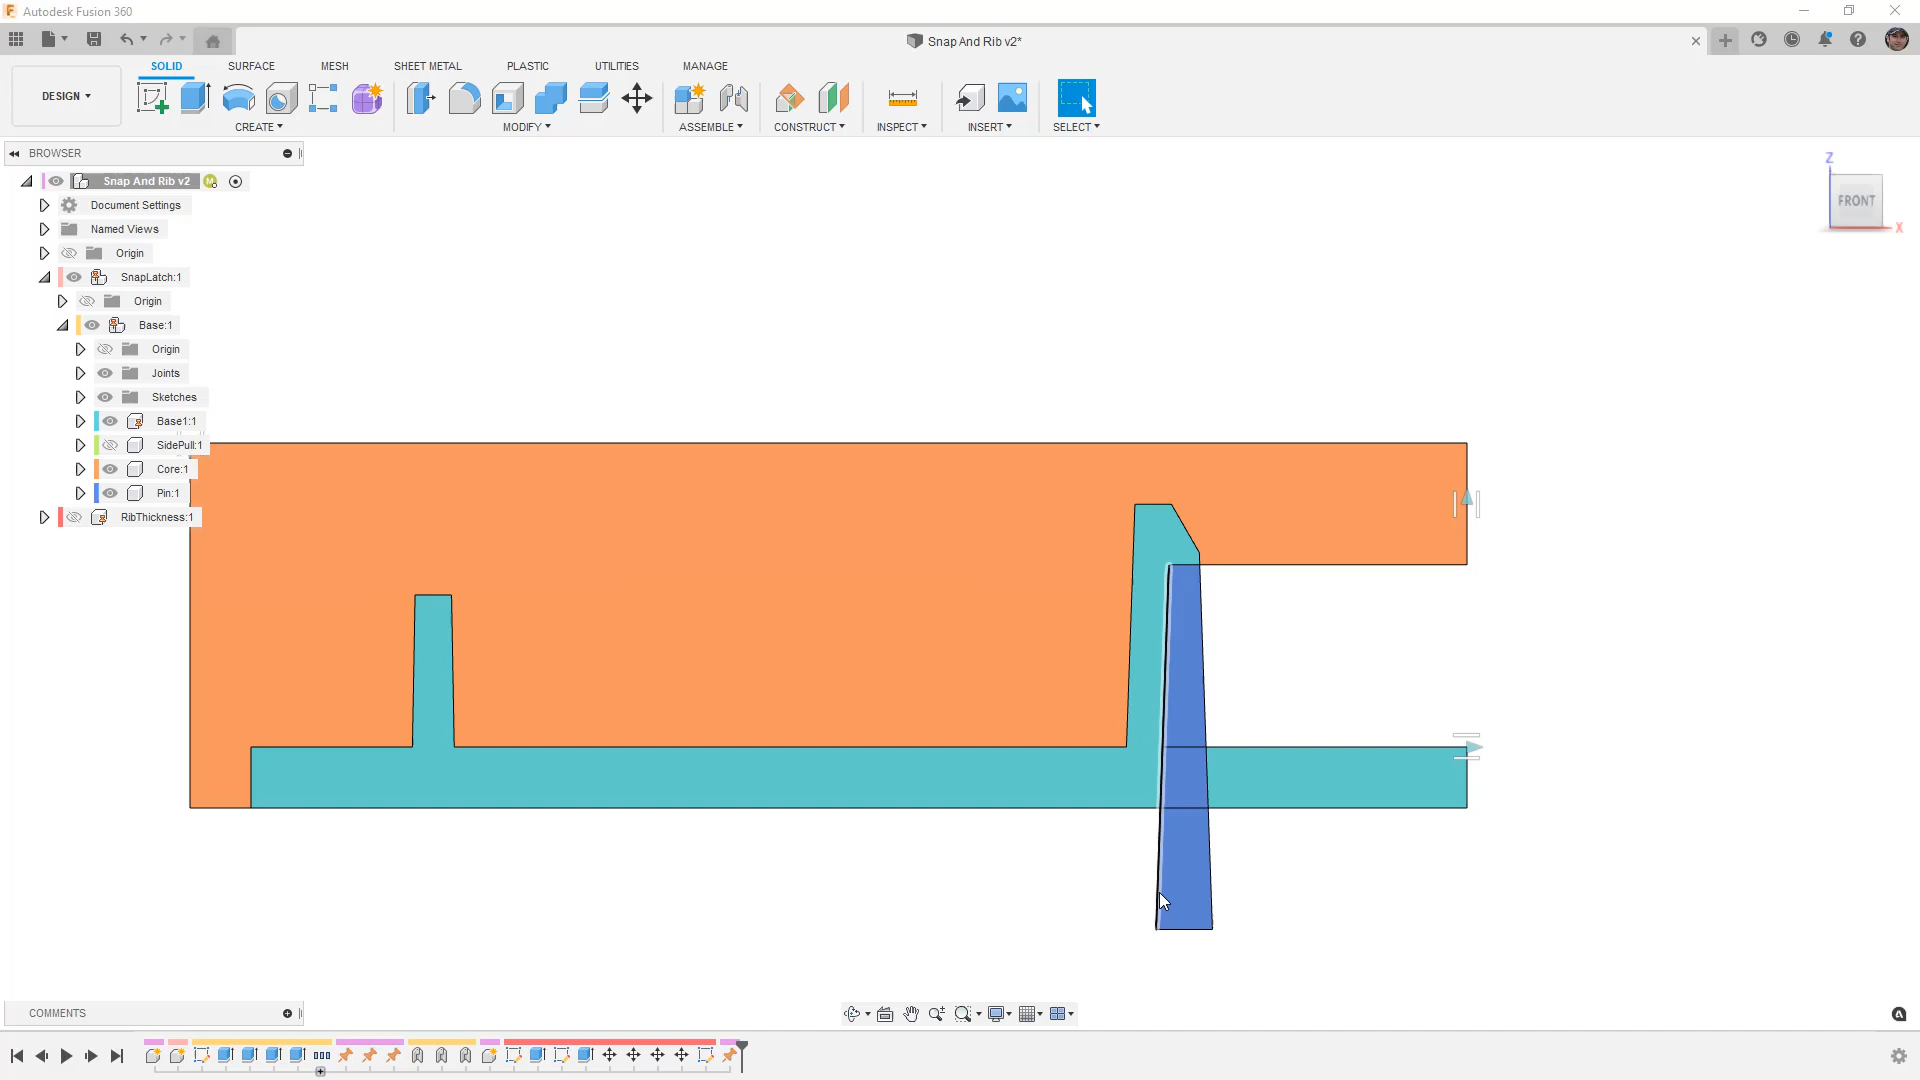 Autodesk Fusion 360
Snap And Rib v2*
SOLID SURFACE MESH SHEET METAL PLASTIC UTILITIES MANAGE
DESIGN
CREATE MODIFY ASSEMBLE CONSTRUCT INSPECT INSERT SELECT
BROWSER
Snap And Rib v2
Document Settings
Named Views
Origin
SnapLatch:1
Origin
Base:1
Origin
Joints
Sketches
Base1:1
SidePull:1
Core:1
Pin:1
RibThickness:1
Z
FRONT
X
COMMENTS